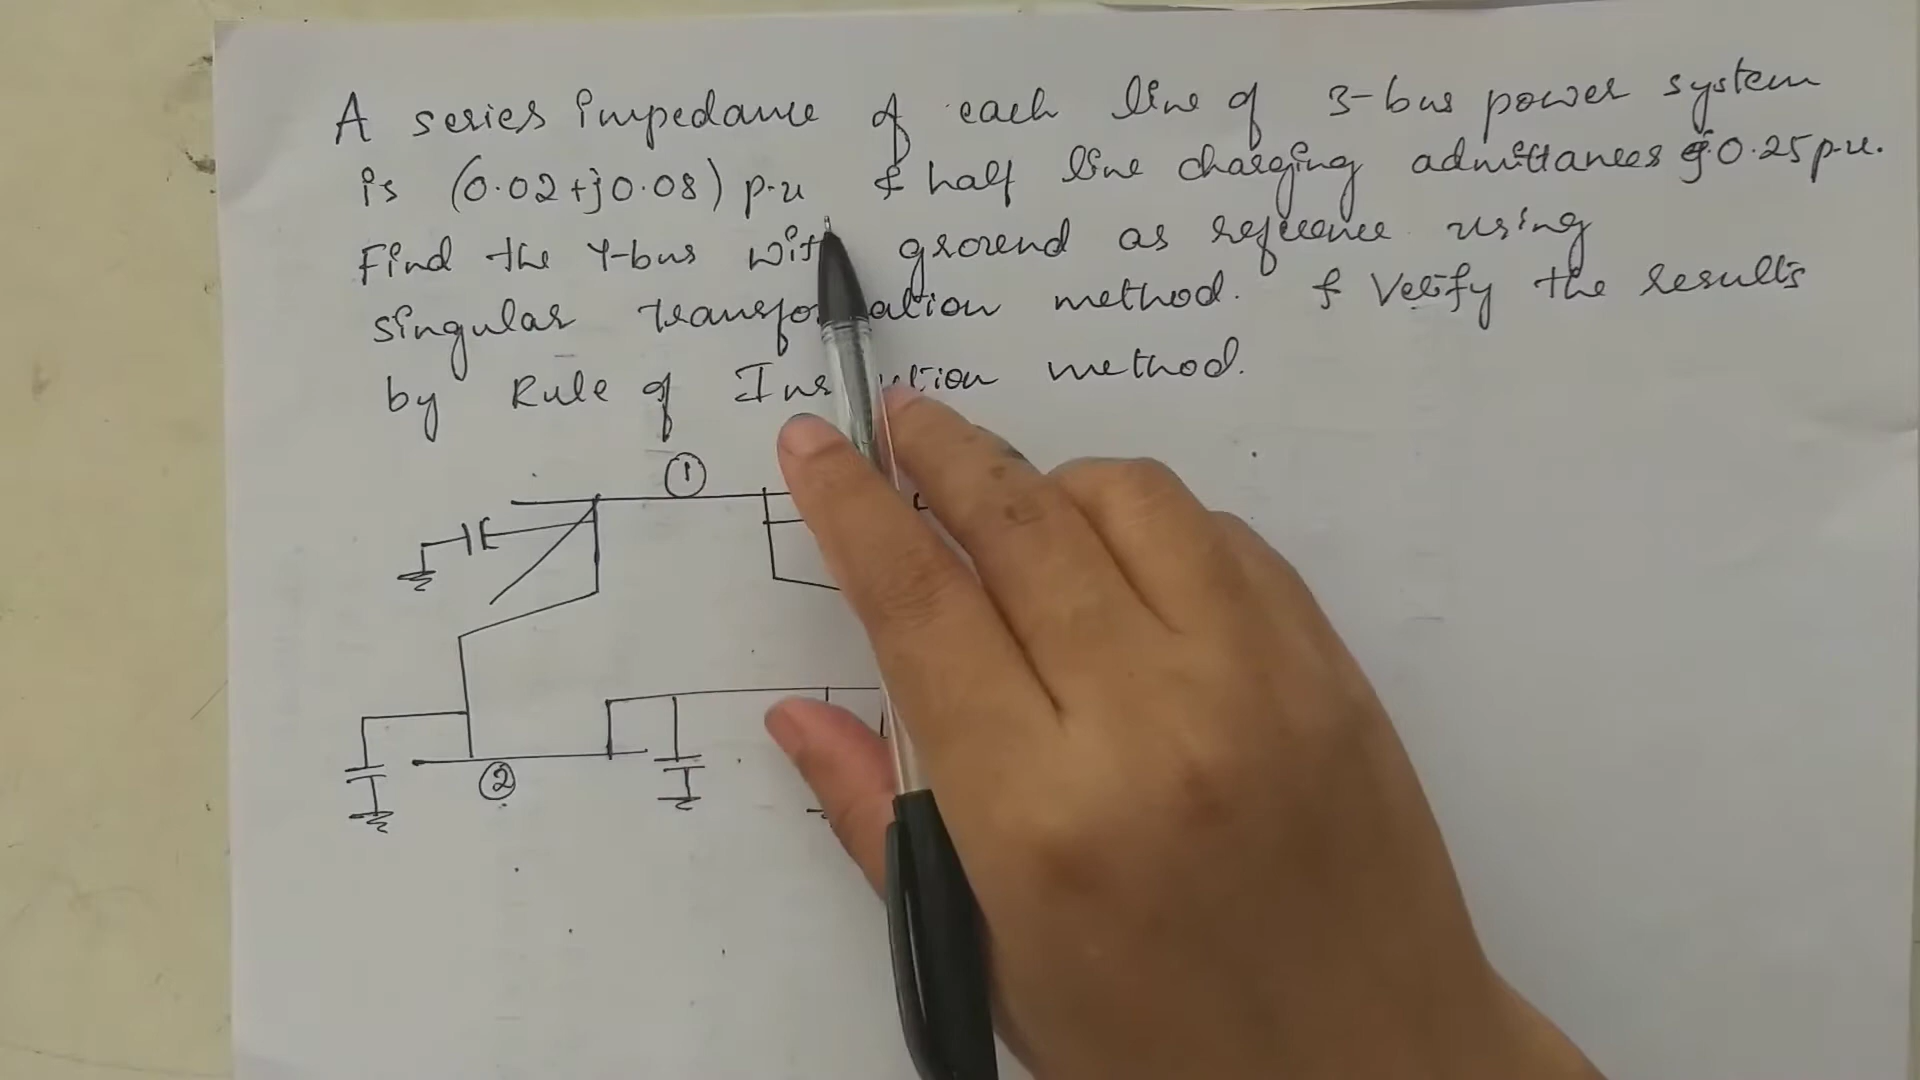 A series impedance of each line of 3-bus power system
is (0.02+j0.08) p.u & half line charging admittances j0.25 p.u.
Find the Y-bus with ground as reference using
singular transformation method. & Verify the results
by Rule of method.
1
2